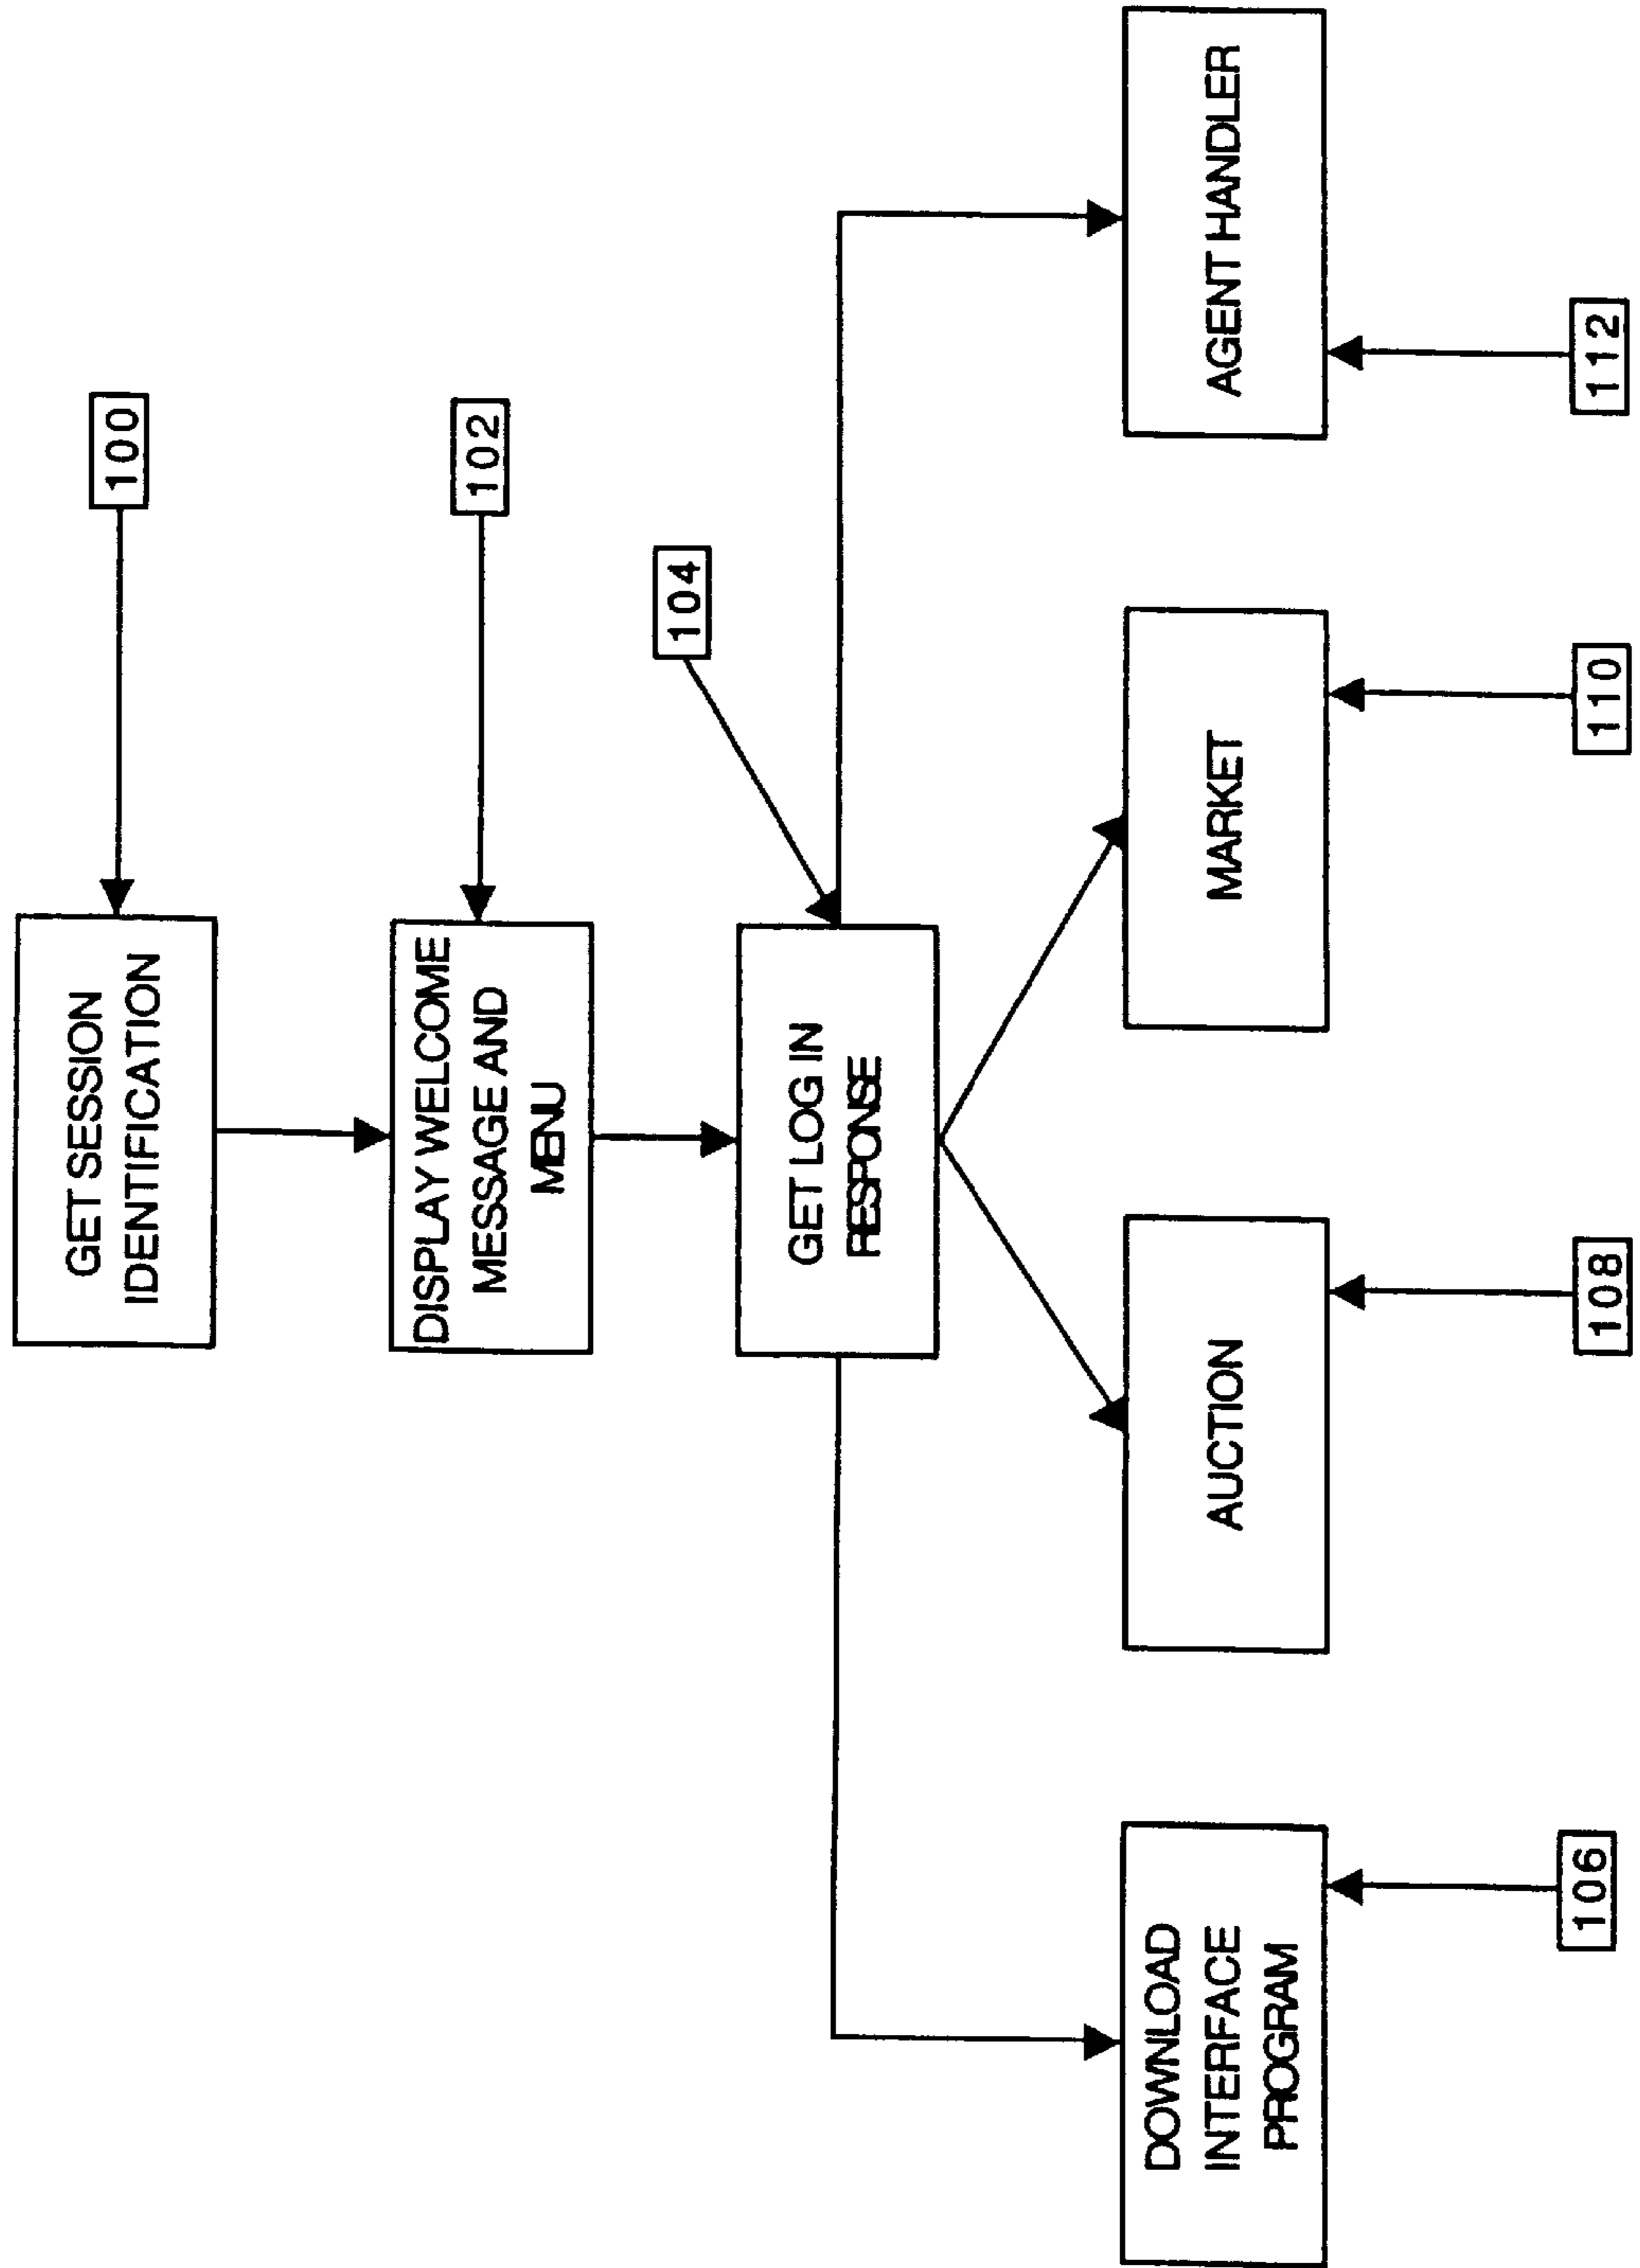 GET SESSION
IDENTIFICATION
100
DISPLAY WELCOME
MESSAGE AND
MENU
102
GET LOG IN
RESPONSE
104
DOWNLOAD
INTERFACE
PROGRAM
106
AUCTION
108
MARKET
110
AGENT HANDLER
112